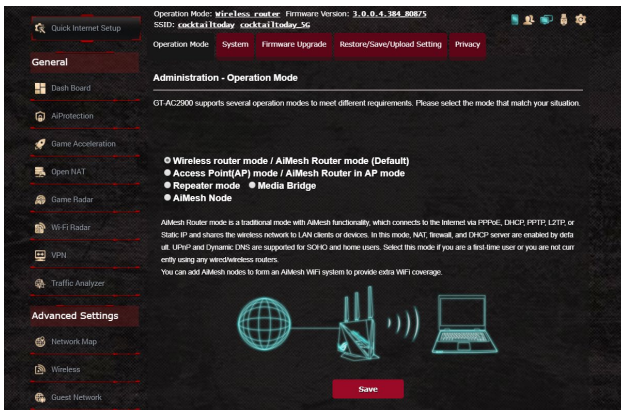 Operation Mode: Wireless router Firmware Version: 3.0.0.4.384_80875
SSID: cocktailtoday cocktailtoday_5G
Quick Internet Setup
Operation Mode System Firmware Upgrade Restore/Save/Upload Setting Privacy
General
Administration - Operation Mode
Dash Board
GT-AC2900 supports several operation modes to meet different requirements. Please select the mode that match your situation.
AiProtection
Game Acceleration
Wireless router mode / AiMesh Router mode (Default)
Access Point(AP) mode / AiMesh Router in AP mode
Open NAT
Repeater mode Media Bridge
AiMesh Node
Game Radar
AiMesh Router mode is a traditional mode with AiMesh functionality, which connects to the Internet via PPPoE, DHCP, PPTP, L2TP, or
Static IP and shares the wireless network to LAN clients or devices. In this mode, NAT, firewall, and DHCP server are enabled by defa
ult. UPnP and Dynamic DNS are supported for SOHO and home users. Select this mode if you are a first-time user or you are not curr
ently using any wired/wireless routers.
You can add AiMesh nodes to form an AiMesh WiFi system to provide extra WiFi coverage.
Wi-Fi Radar
VPN
Traffic Analyzer
Advanced Settings
Network Map
Wireless
Guest Network
Save